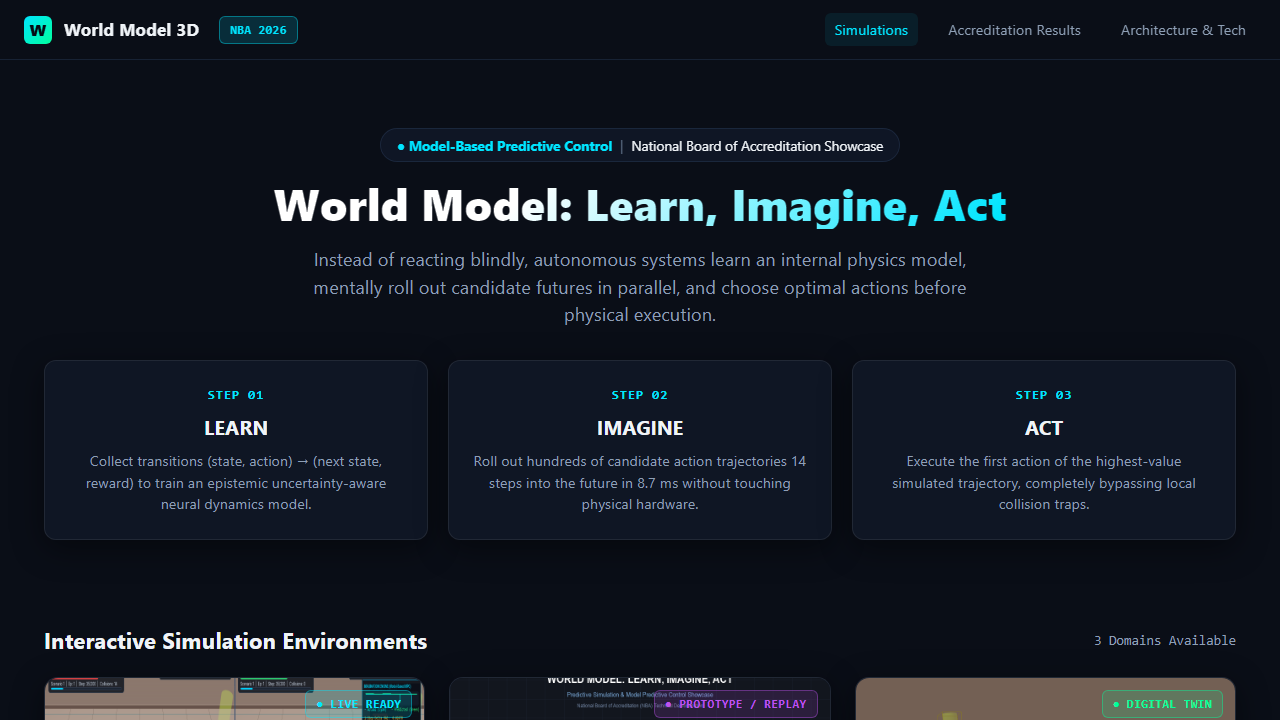 W World Model 3D NBA 2026 Simulations Accreditation Results Architecture & Tech
● Model-Based Predictive Control | National Board of Accreditation Showcase
World Model: Learn, Imagine, Act
Instead of reacting blindly, autonomous systems learn an internal physics model,
mentally roll out candidate futures in parallel, and choose optimal actions before
physical execution.
STEP 01
LEARN
Collect transitions (state, action) → (next state,
reward) to train an epistemic uncertainty-aware
neural dynamics model.
STEP 02
IMAGINE
Roll out hundreds of candidate action trajectories 14
steps into the future in 8.7 ms without touching
physical hardware.
STEP 03
ACT
Execute the first action of the highest-value
simulated trajectory, completely bypassing local
collision traps.
Interactive Simulation Environments 3 Domains Available
● LIVE READY
WORLD MODEL: LEARN, IMAGINE, ACT
Predictive Simulation & Model Predictive Control Showcase
National Board of Accreditation (NBA)
● PROTOTYPE / REPLAY
● DIGITAL TWIN